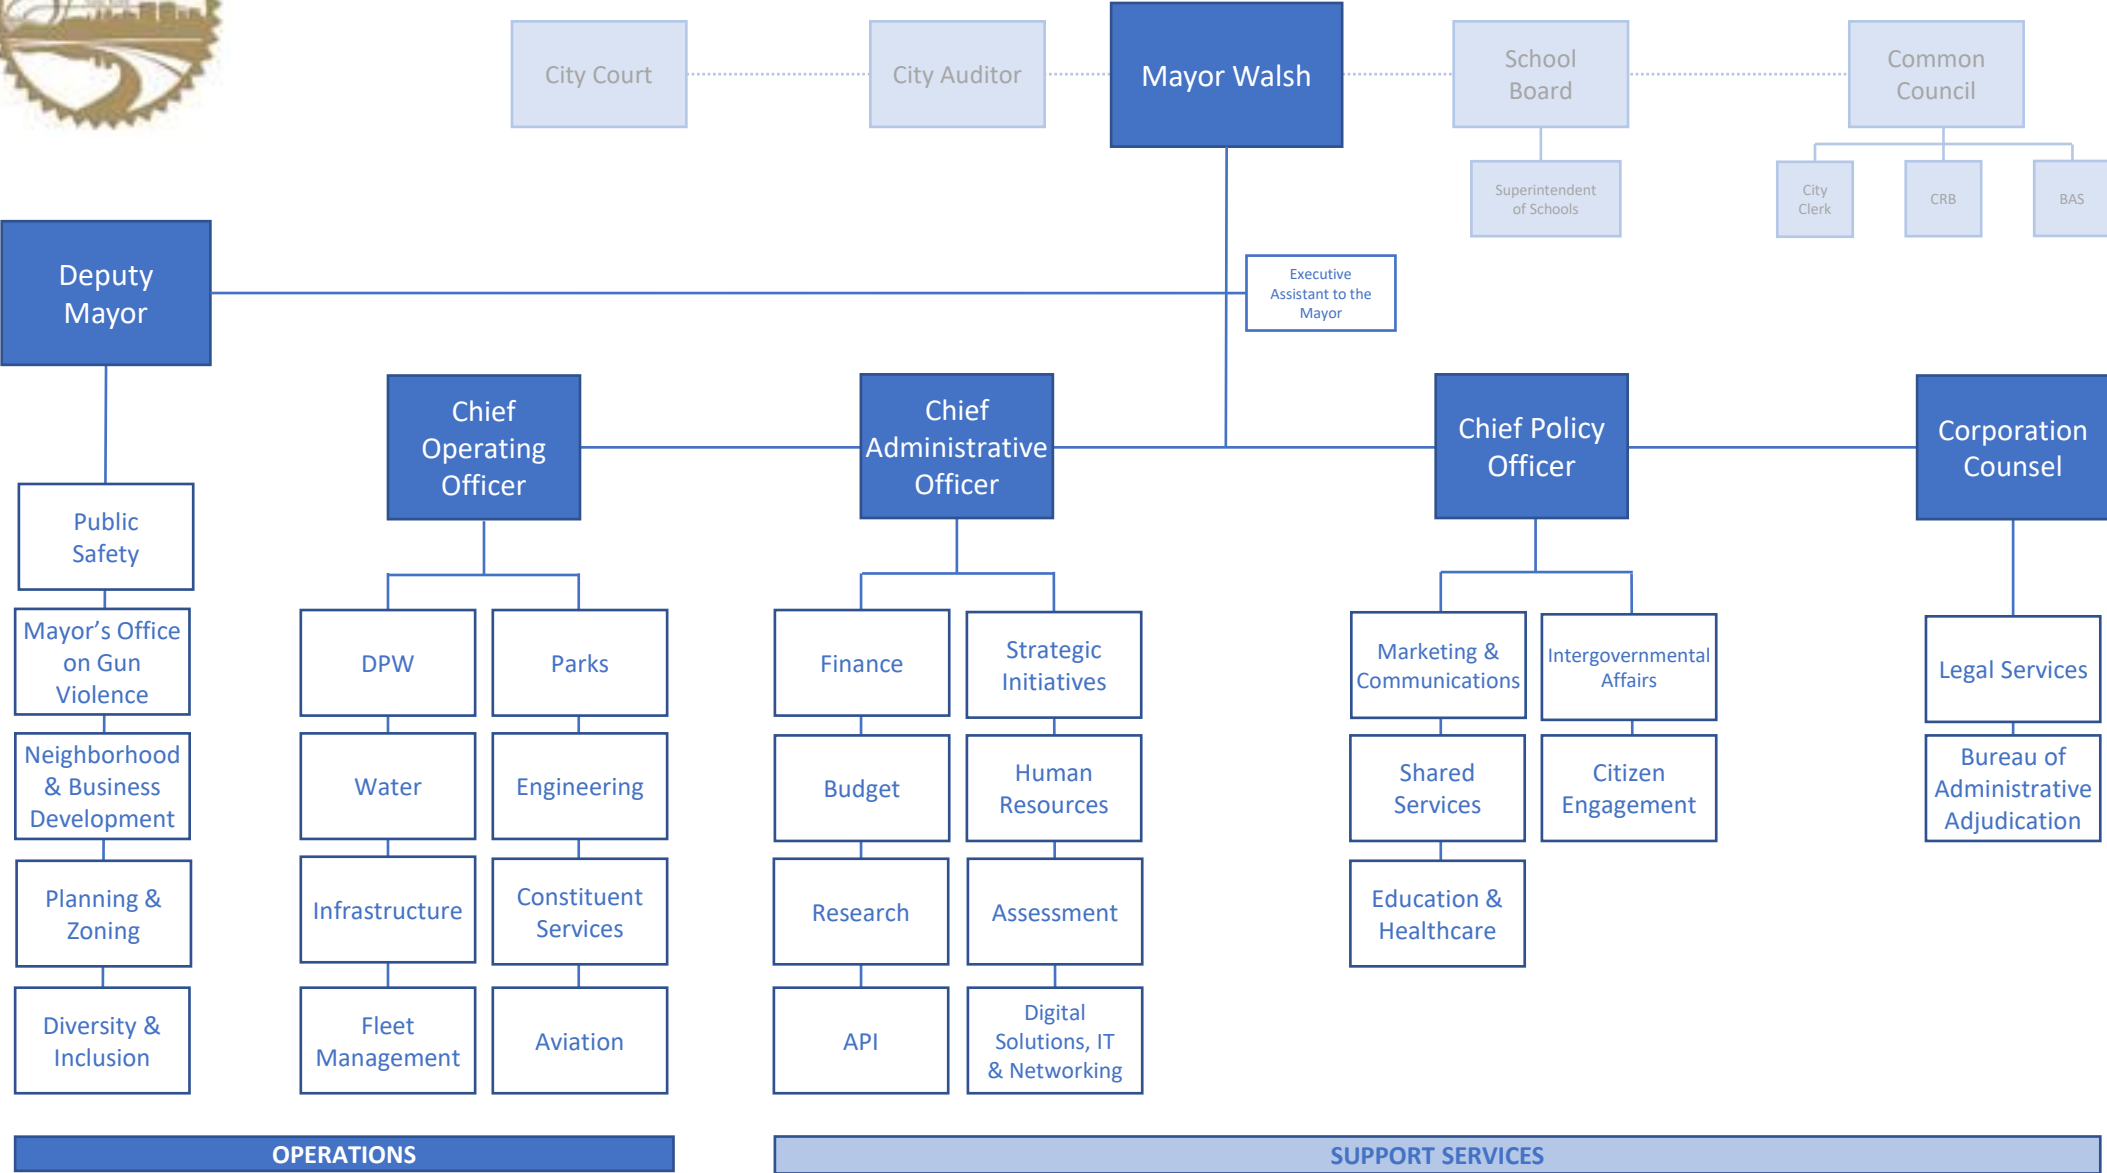 City Court
City Auditor
Mayor Walsh
School
Board
Common
Council
Superintendent
of Schools
City
Clerk
CRB
BAS
Deputy
Mayor
Executive
Assistant to the
Mayor
Chief
Operating
Officer
Chief
Administrative
Officer
Chief Policy
Officer
Corporation
Counsel
Public
Safety
Mayor’s Office
on Gun
Violence
Neighborhood
& Business
Development
Planning &
Zoning
Diversity &
Inclusion
DPW
Parks
Water
Engineering
Infrastructure
Constituent
Services
Fleet
Management
Aviation
Finance
Strategic
Initiatives
Budget
Human
Resources
Research
Assessment
API
Digital
Solutions, IT
& Networking
Marketing &
Communications
Intergovernmental
Affairs
Shared
Services
Citizen
Engagement
Education &
Healthcare
Legal Services
Bureau of
Administrative
Adjudication
OPERATIONS
SUPPORT SERVICES